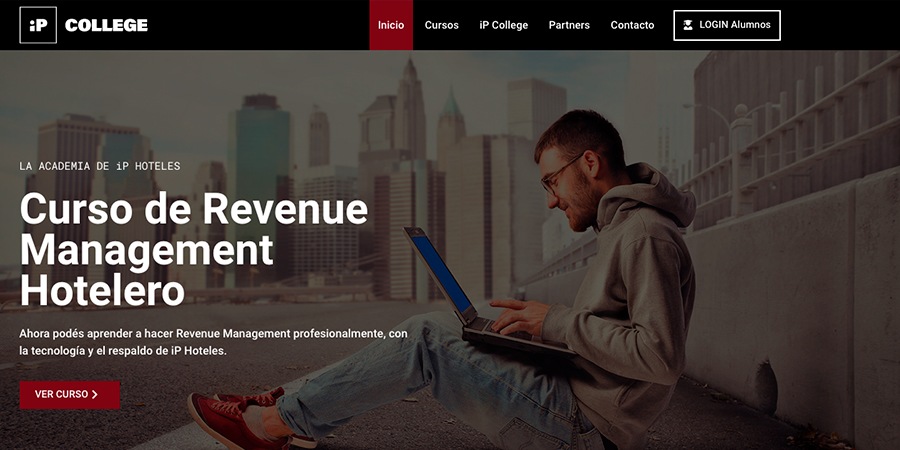 iP COLLEGE
Inicio
Cursos
iP College
Partners
Contacto
LOGIN Alumnos
LA ACADEMIA DE iP HOTELES
Curso de Revenue
Management
Hotelero
Ahora podés aprender a hacer Revenue Management profesionalmente, con
la tecnología y el respaldo de iP Hoteles.
VER CURSO